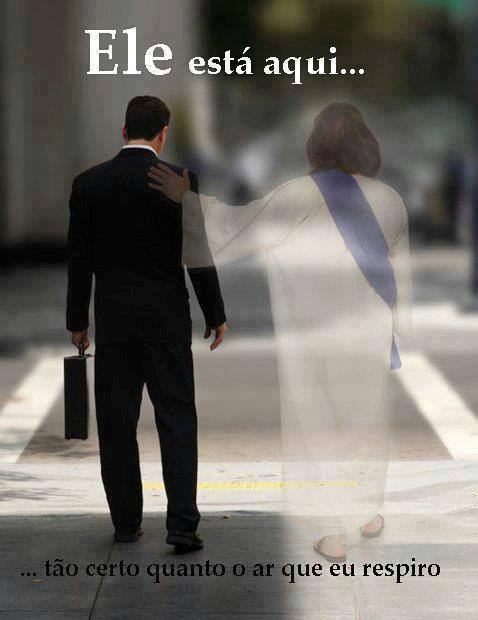 Ele está aqui...
... tão certo quanto o ar que eu respiro